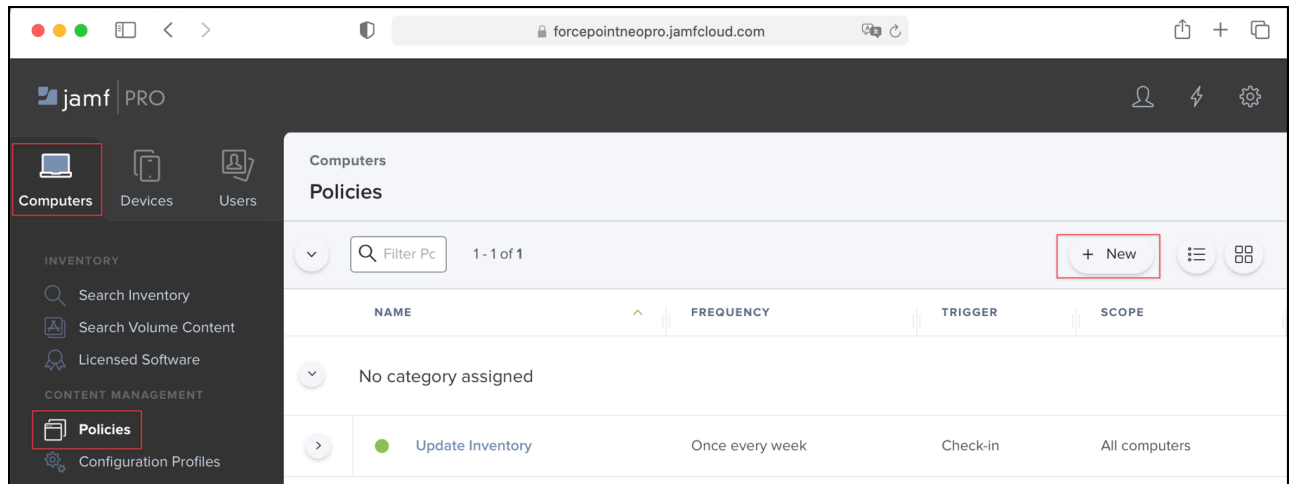 forcepointneopro.jamfcloud.com
jamf PRO
Computers
Devices
Users
Computers
Policies
INVENTORY
Search Inventory
Search Volume Content
Licensed Software
CONTENT MANAGEMENT
Policies
Configuration Profiles
Filter Pc
1 - 1 of 1
+ New
NAME
FREQUENCY
TRIGGER
SCOPE
No category assigned
Update Inventory
Once every week
Check-in
All computers